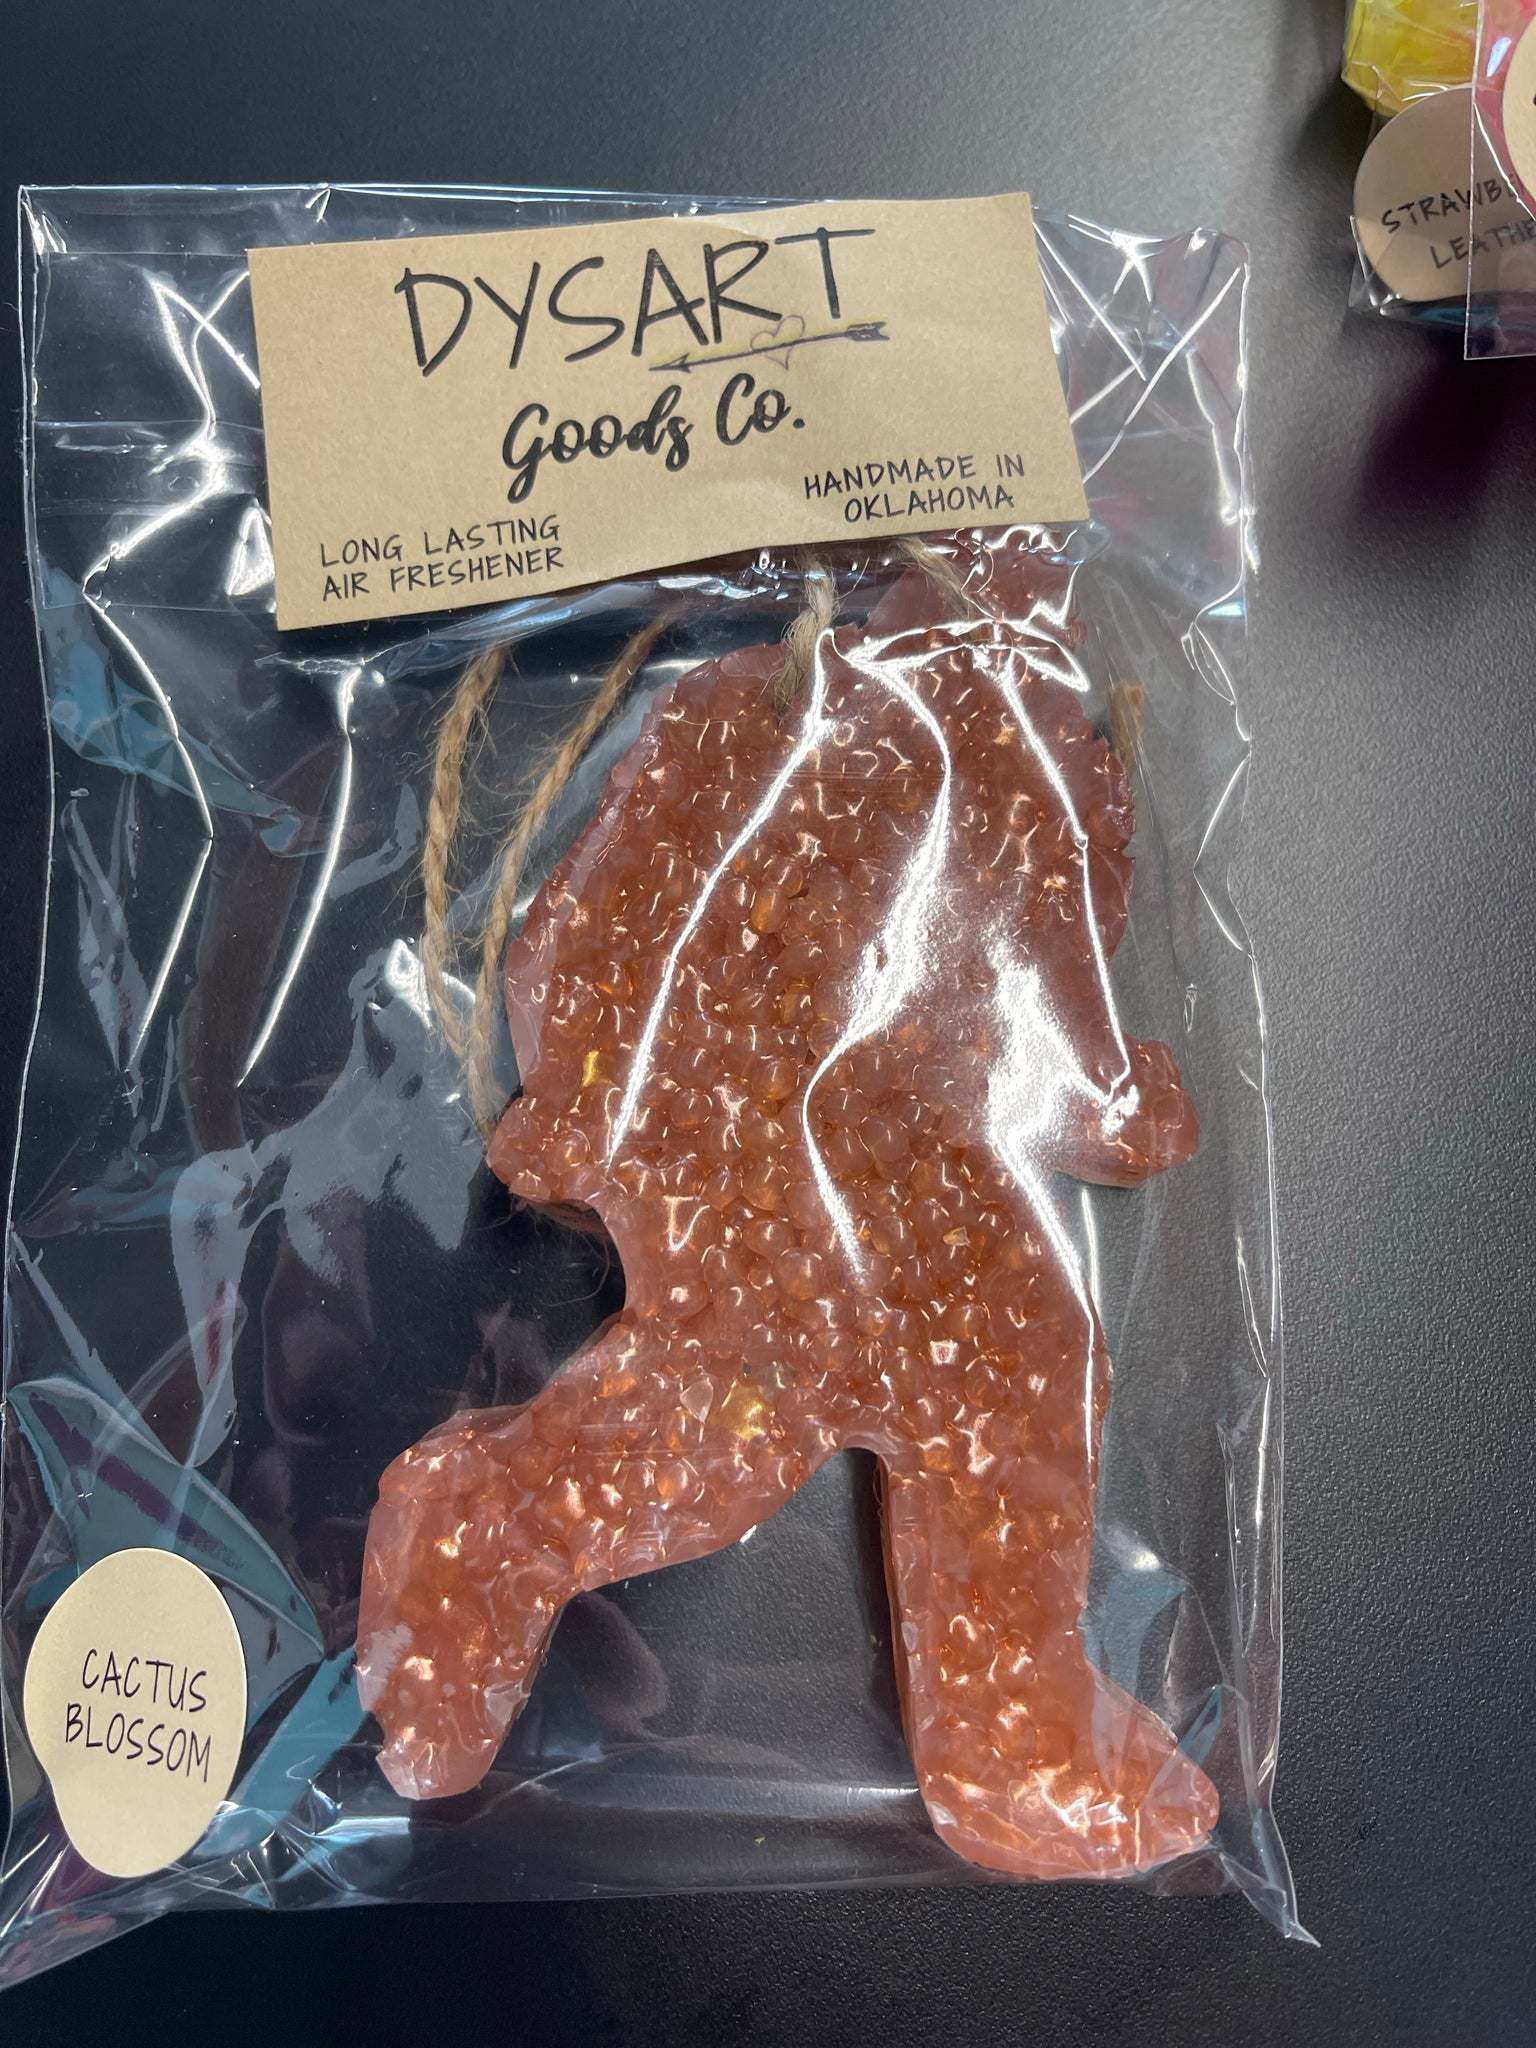 DYSART
Goods Co.
HANDMADE IN
OKLAHOMA
LONG LASTING
AIR FRESHENER
CACTUS
BLOSSOM